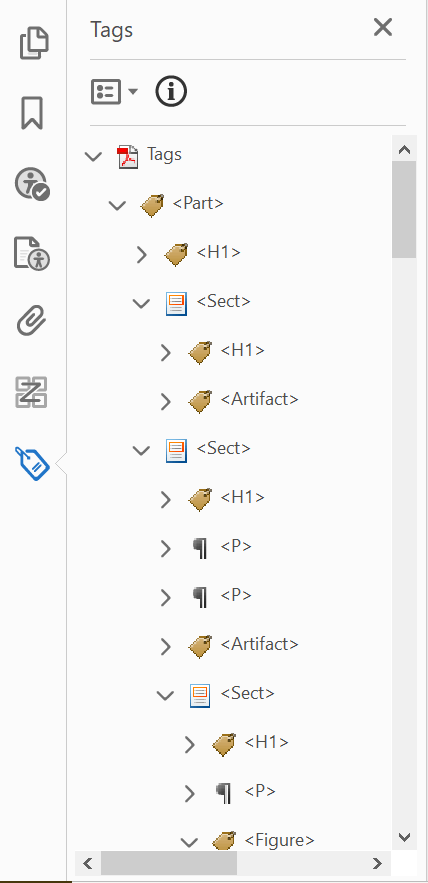 Tags
Tags
<Part>
<H1>
<Sect>
<H1>
<Artifact>
<Sect>
<H1>
<P>
<P>
<Artifact>
<Sect>
<H1>
<P>
<Figure>